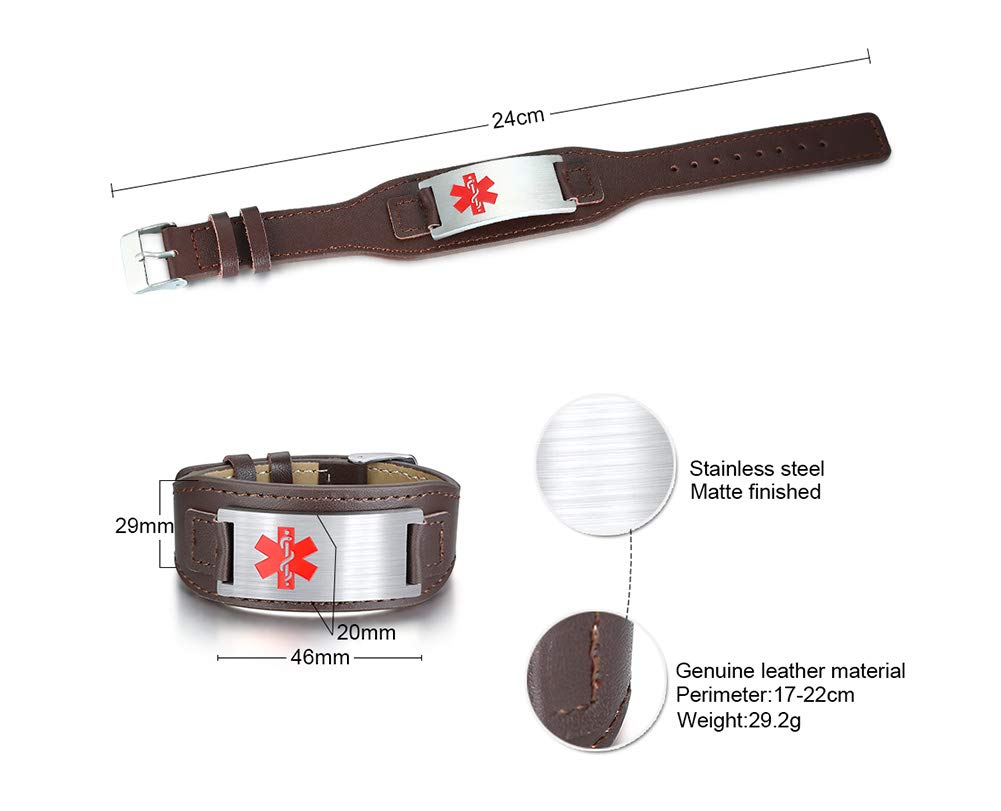 24cm
29mm
20mm
46mm
Stainless steel
Matte finished
Genuine leather material
Perimeter:17-22cm
Weight:29.2g